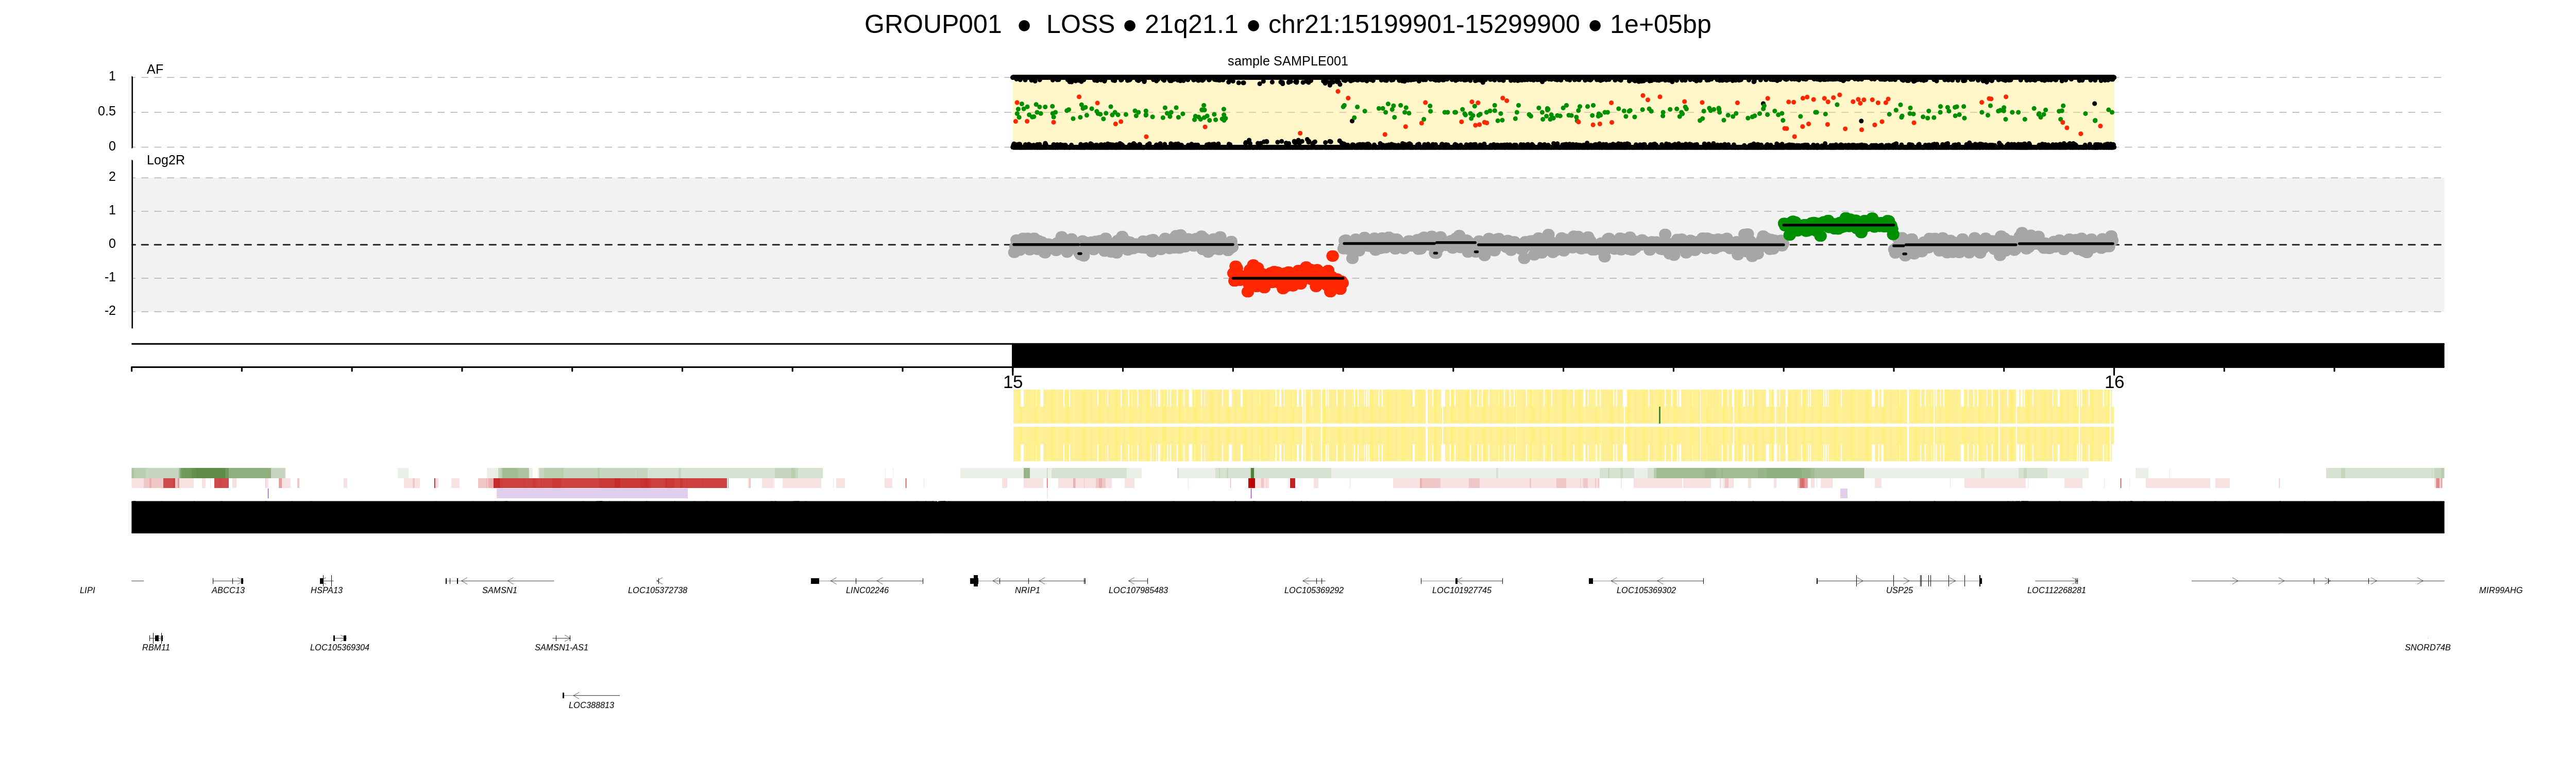 GROUP001 ● LOSS ● 21q21.1 ● chr21:15199901-15299900 ● 1e+05bp
sample SAMPLE001
AF
1
0.5
0
Log2R
2
1
0
-1
-2
15 16
LIPI ABCC13 HSPA13 SAMSN1 LOC105372738 LINC02246 NRIP1 LOC107985483 LOC105369292 LOC101927745 LOC105369302 USP25 LOC112268281 MIR99AHG
RBM11 LOC105369304 SAMSN1-AS1 SNORD74B
LOC388813